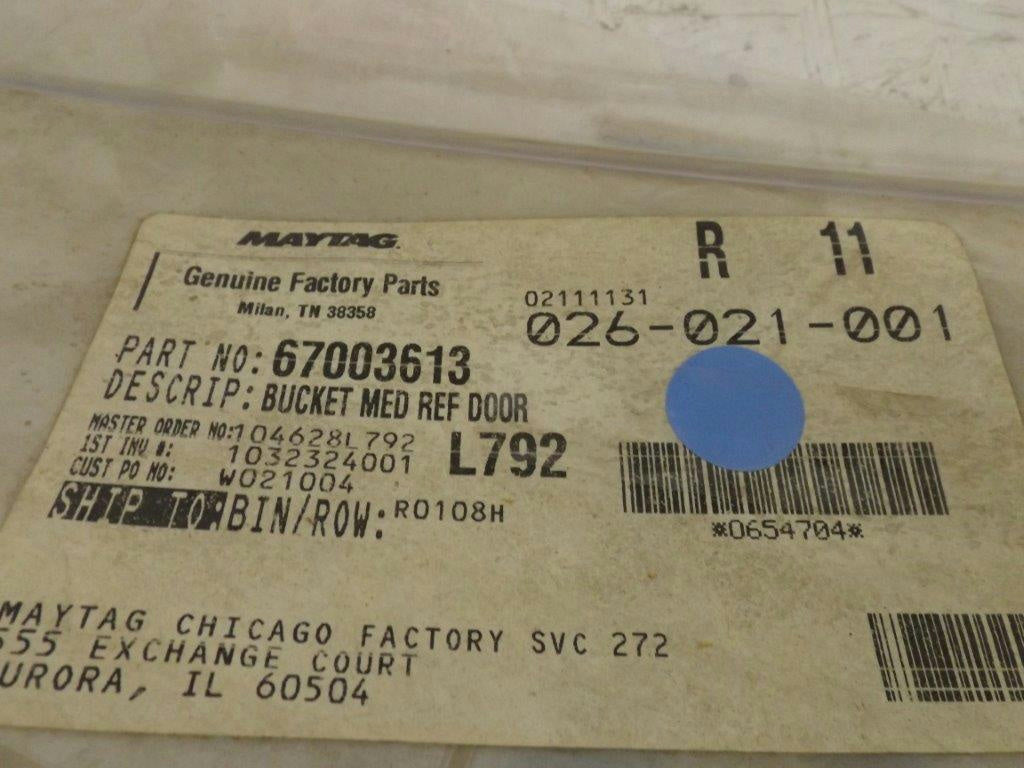 MAYTAG
Genuine Factory Parts
Milan, TN 38358
R 11
02111131
026-021-001
PART NO: 67003613
DESCRIP: BUCKET MED REF DOOR
MASTER ORDER NO: 104628L792
1ST INV #: 1032324001
L792
CUST PO NO: W021004
SHIP TO: BIN/ROW: R0108H
*0654704*
MAYTAG CHICAGO FACTORY SVC 272
555 EXCHANGE COURT
URORA, IL 60504